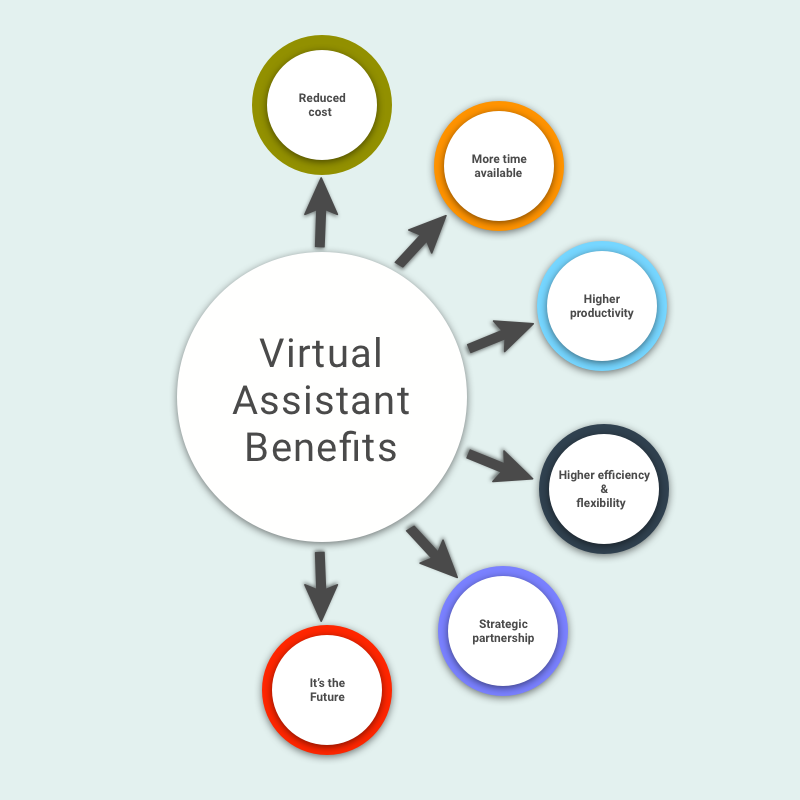 Virtual
Assistant
Benefits
Reduced
cost
More time
available
Higher
productivity
Higher efficiency
&
flexibility
Strategic
partnership
It's the
Future